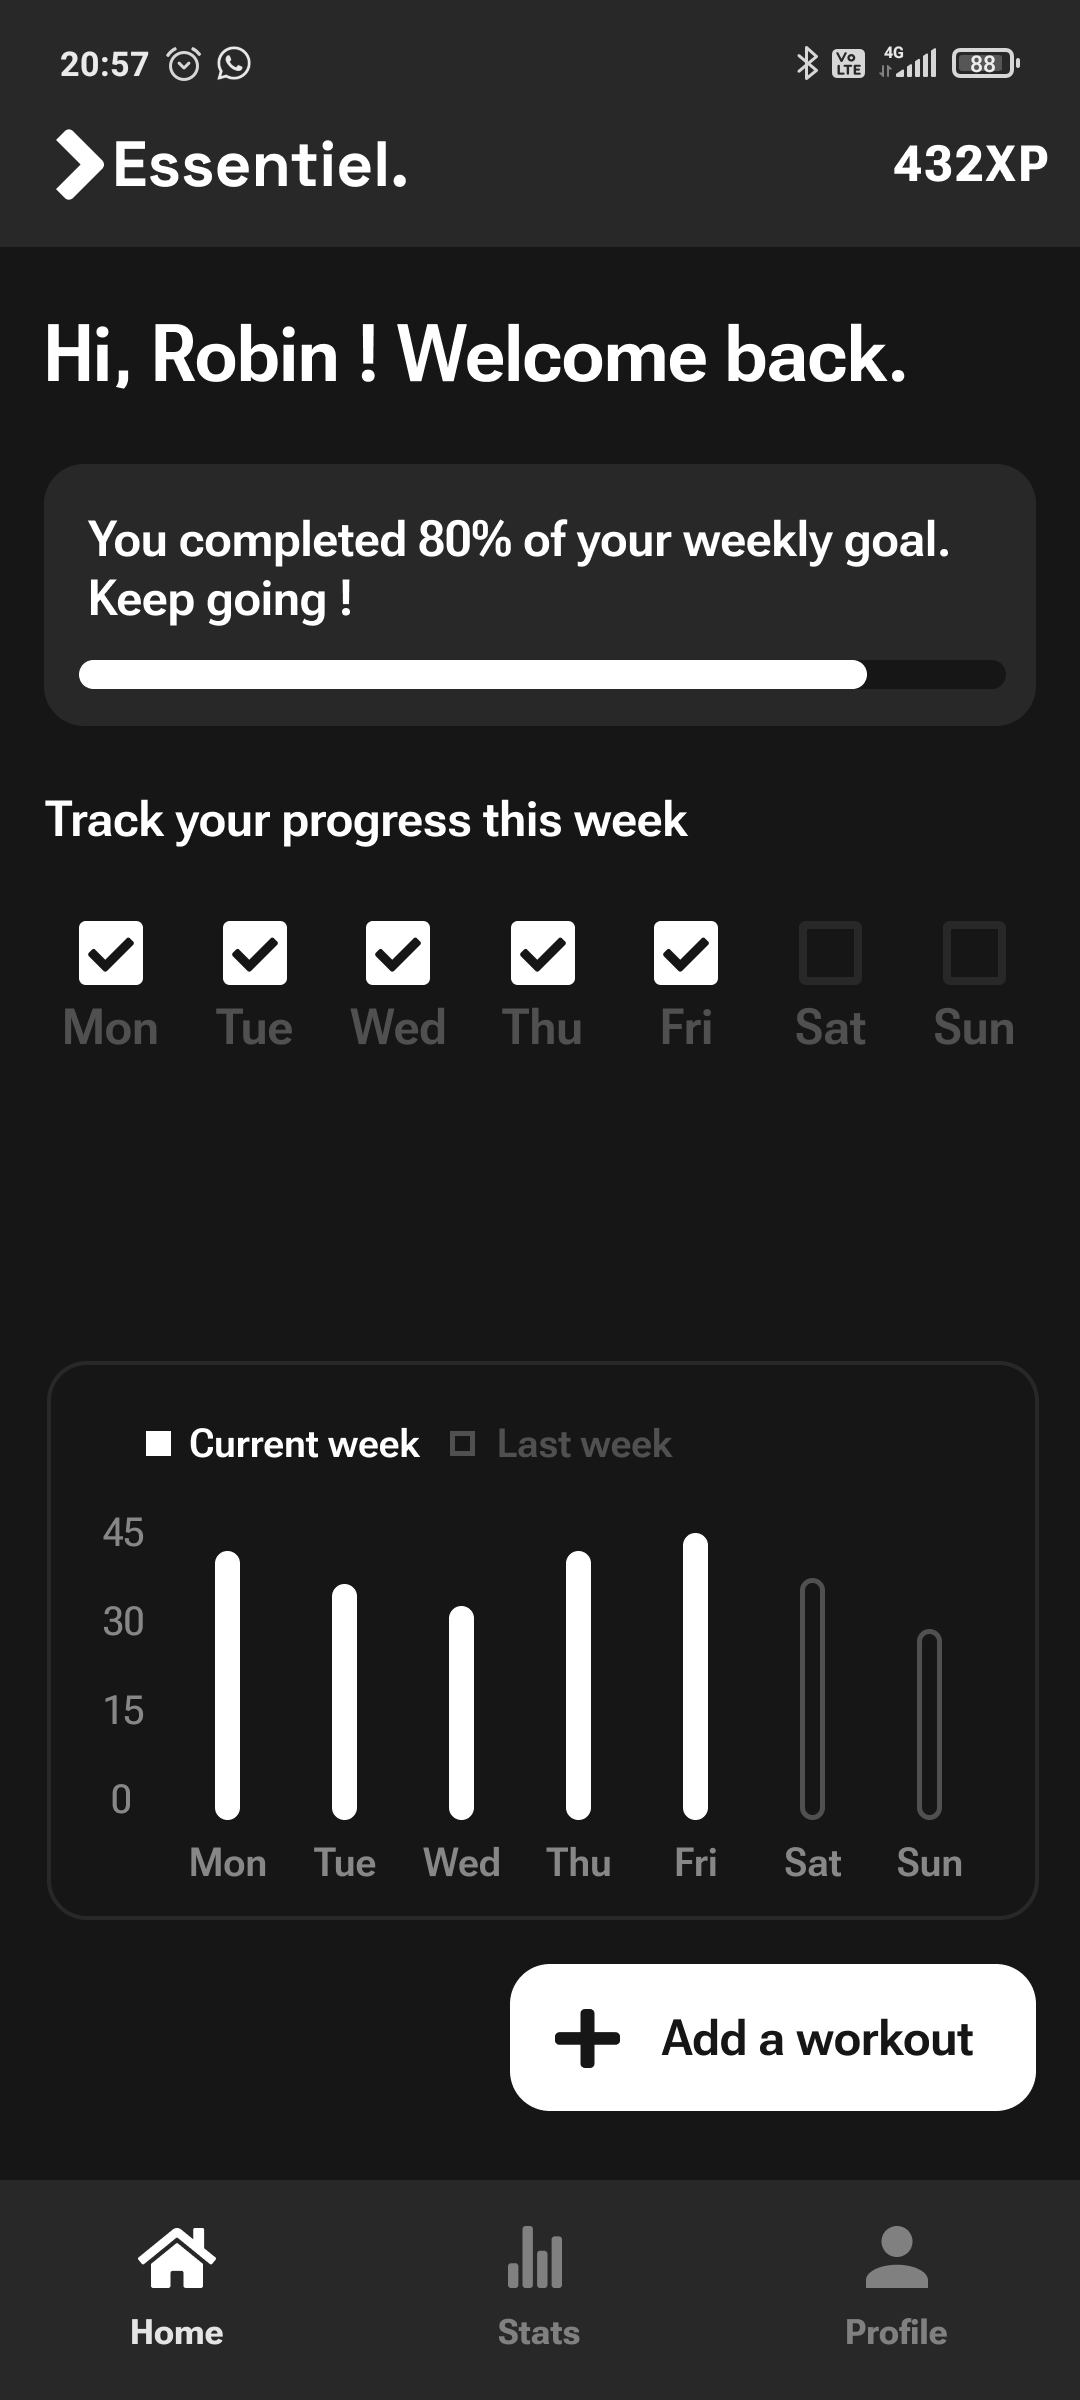 20:57
Vo LTE
4G
88
Essentiel.
432XP
Hi, Robin ! Welcome back.
You completed 80% of your weekly goal.
Keep going !
Track your progress this week
Mon Tue Wed Thu Fri Sat Sun
Current week Last week
45
30
15
0
Mon Tue Wed Thu Fri Sat Sun
Add a workout
Home Stats Profile